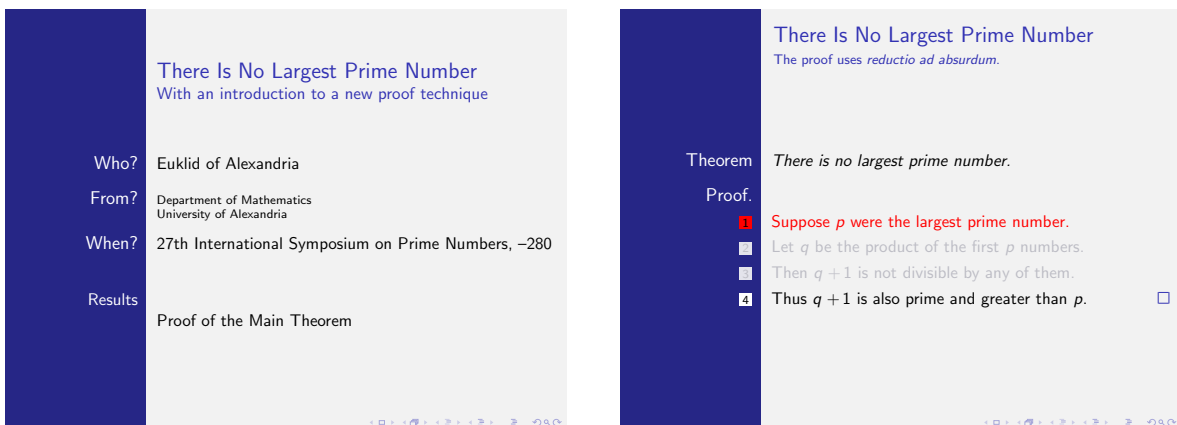 There Is No Largest Prime Number
With an introduction to a new proof technique
Who? Euklid of Alexandria
From? Department of Mathematics
University of Alexandria
When? 27th International Symposium on Prime Numbers, –280
Results
Proof of the Main Theorem
There Is No Largest Prime Number
The proof uses reductio ad absurdum.
Theorem There is no largest prime number.
Proof.
1 Suppose p were the largest prime number.
2 Let q be the product of the first p numbers.
3 Then q + 1 is not divisible by any of them.
4 Thus q + 1 is also prime and greater than p. □